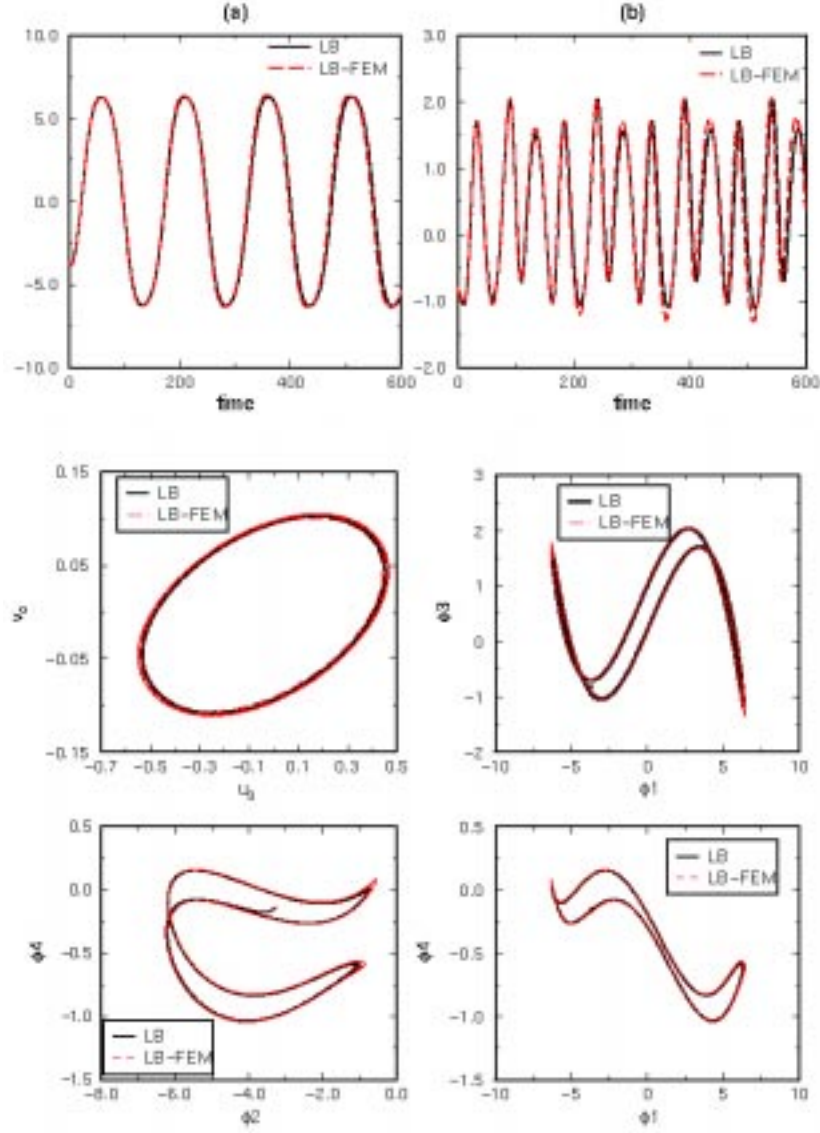 (a)
10.0
5.0
0.0
−5.0
−10.0
LB
LB-FEM
0
200
400
600
time
(b)
3.0
2.0
1.0
0.0
−1.0
−2.0
LB
LB-FEM
0
200
400
600
time
0.15
0.05
−0.05
−0.15
LB
LB-FEM
−0.7
−0.5
−0.3
−0.1
0.1
0.3
0.5
3
2
1
0
−1
−2
ϕ3
LB
LB-FEM
−10
−5
0
5
10
ϕ1
0.5
0.0
−0.5
−1.0
−1.5
ϕ4
LB
LB-FEM
−8.0
−6.0
−4.0
−2.0
0.0
ϕ2
0.5
0.0
−0.5
−1.0
−1.5
ϕ4
LB
LB-FEM
−10
−5
0
5
10
ϕ1